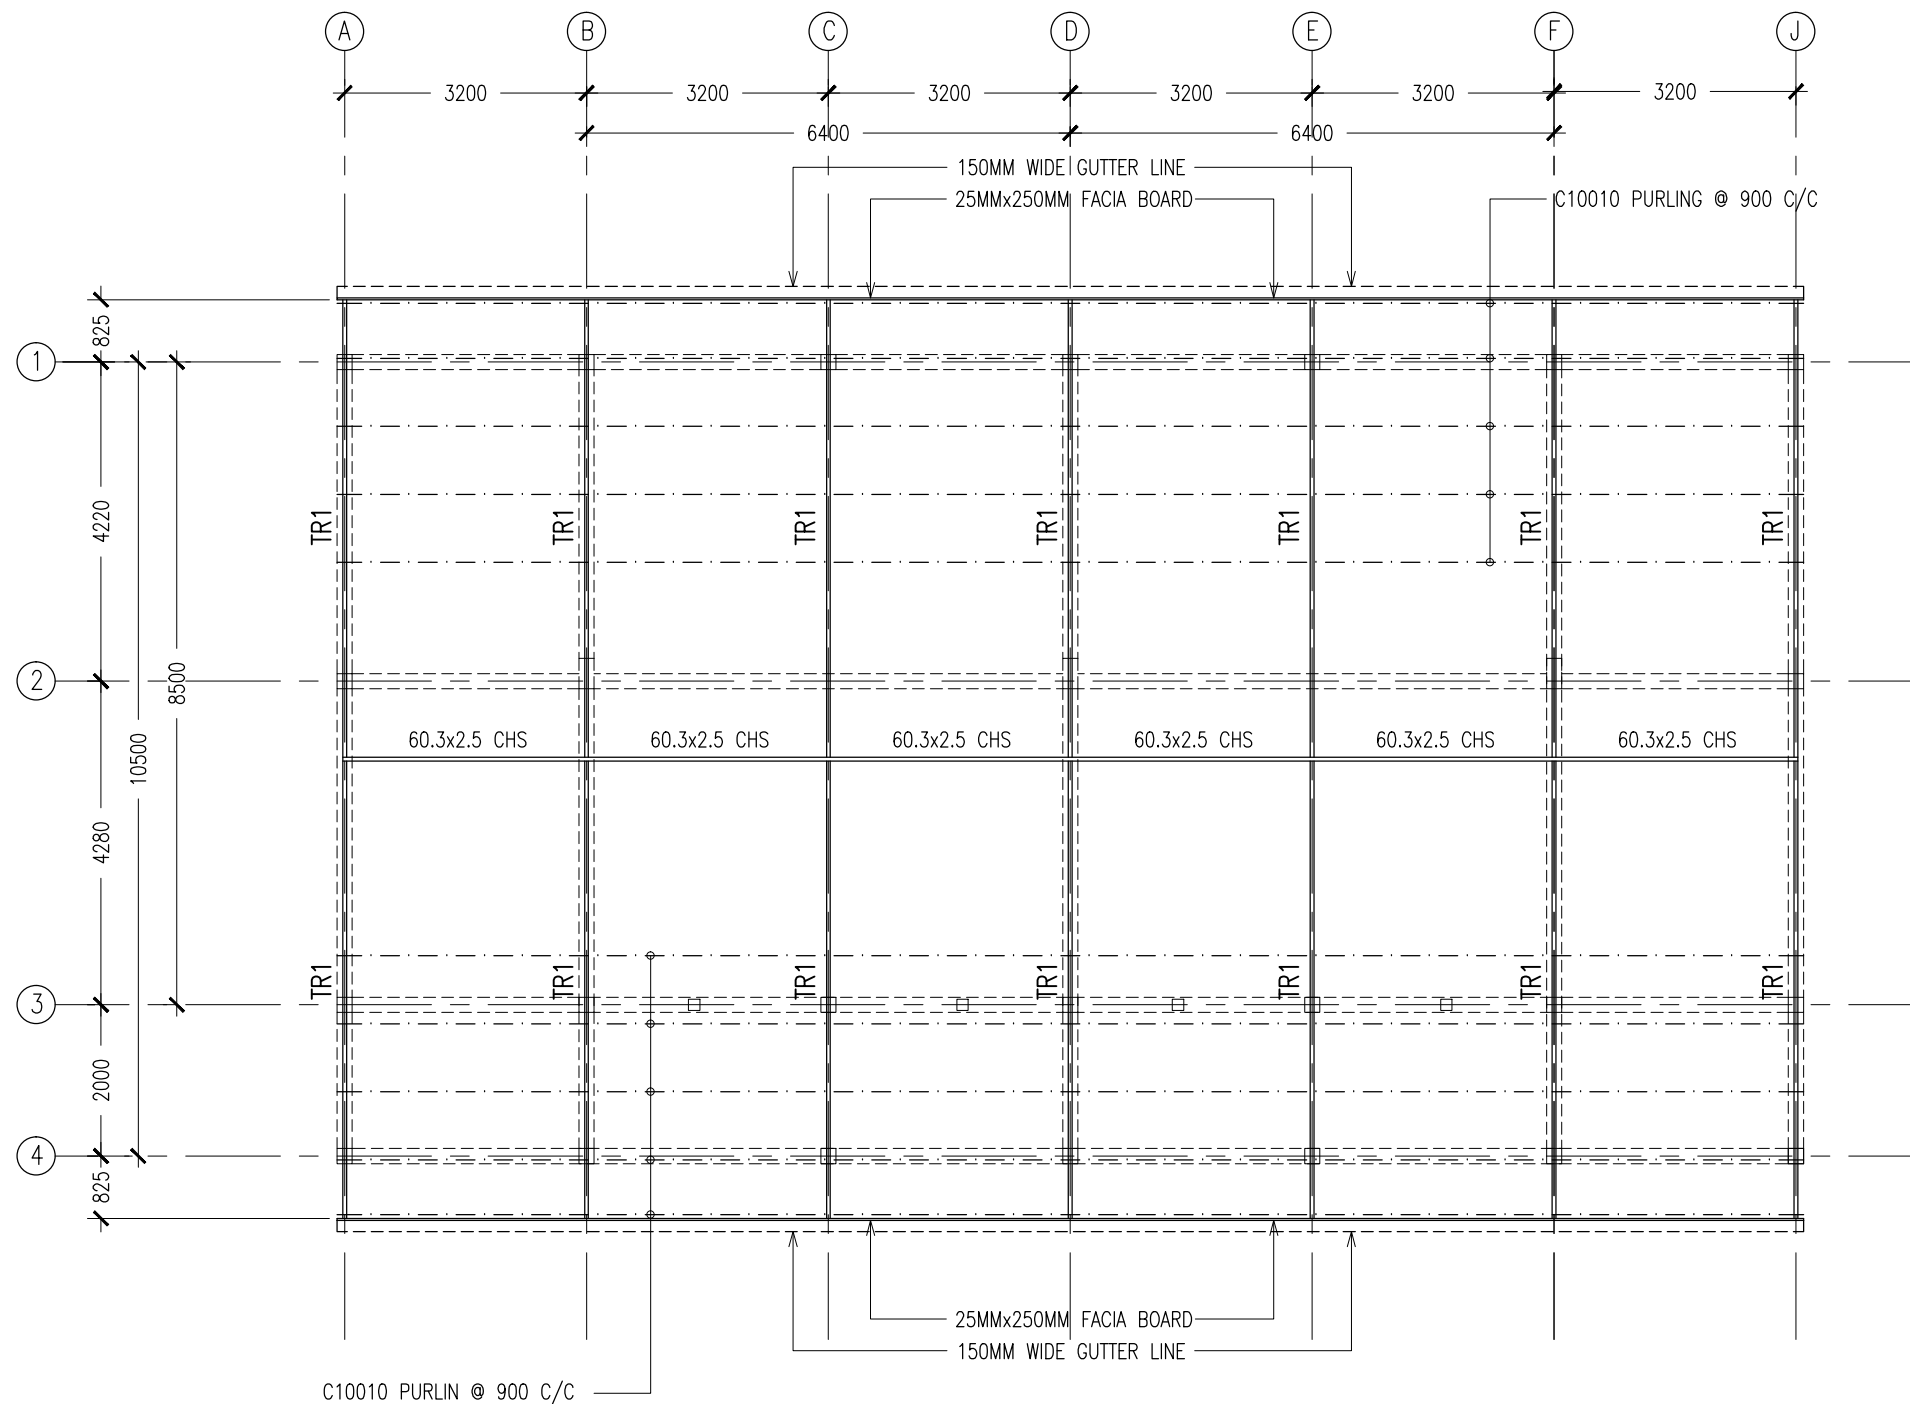 A B C D E F J
3200 3200 3200 3200 3200 3200
6400 6400
150MM WIDE GUTTER LINE
25MMx250MM FACIA BOARD
C10010 PURLING @ 900 C/C
825
1
4220
TR1 TR1 TR1 TR1 TR1 TR1 TR1
2
8500
10500
60.3x2.5 CHS 60.3x2.5 CHS 60.3x2.5 CHS 60.3x2.5 CHS 60.3x2.5 CHS 60.3x2.5 CHS
4280
TR1 TR1 TR1 TR1 TR1 TR1 TR1
3
2000
4
825
25MMx250MM FACIA BOARD
150MM WIDE GUTTER LINE
C10010 PURLIN @ 900 C/C